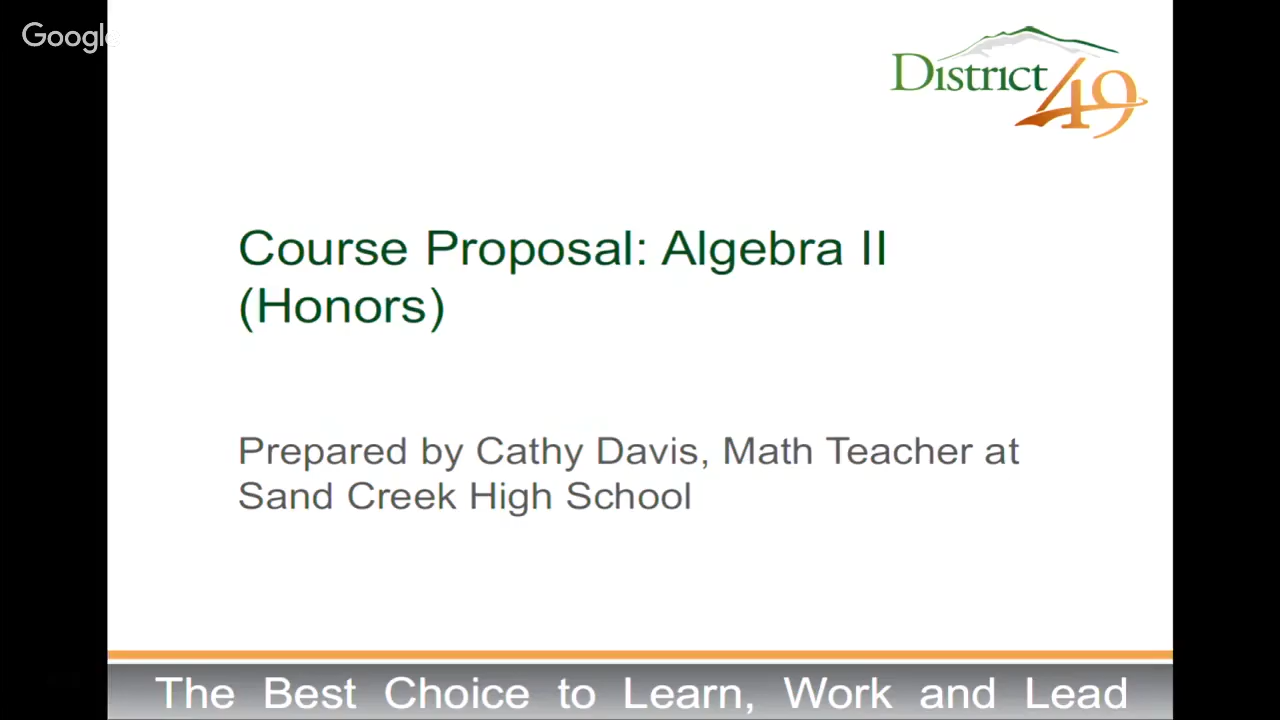 Google
District
49
Course Proposal: Algebra II
(Honors)
Prepared by Cathy Davis, Math Teacher at
Sand Creek High School
The Best Choice to Learn, Work and Lead